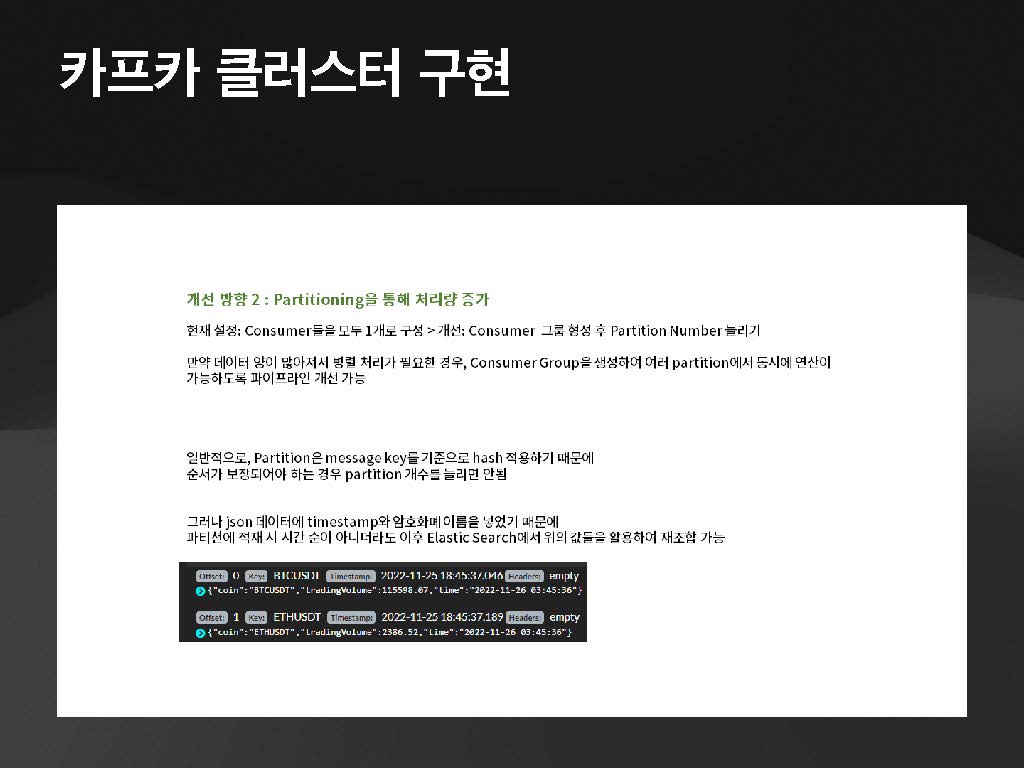 카프카 클러스터 구현
개선 방향 2 : Partitioning을 통해 처리량 증가
현재 설정: Consumer들을 모두 1개로 구성 > 개선: Consumer 그룹 형성 후 Partition Number 늘리기
만약 데이터 양이 많아져서 병렬 처리가 필요한 경우, Consumer Group을 생성하여 여러 partition에서 동시에 연산이
가능하도록 파이프라인 개선 가능
일반적으로, Partition은 message key를 기준으로 hash 적용하기 때문에
순서가 보장되어야 하는 경우 partition 개수를 늘리면 안됨
그러나 json 데이터에 timestamp와 암호화폐 이름을 넣었기 때문에
파티션에 적재 시 시간 순이 아니더라도 이후 Elastic Search에서 위의 값들을 활용하여 재조합 가능
Offset: 0 Key: BTCUSDT Timestamp: 2022-11-25 18:45:37.046 Headers: empty
{"coin":"BTCUSDT","tradingVolume":115598.07,"time":"2022-11-26 03:45:36"}
Offset: 1 Key: ETHUSDT Timestamp: 2022-11-25 18:45:37.189 Headers: empty
{"coin":"ETHUSDT","tradingVolume":2386.52,"time":"2022-11-26 03:45:36"}